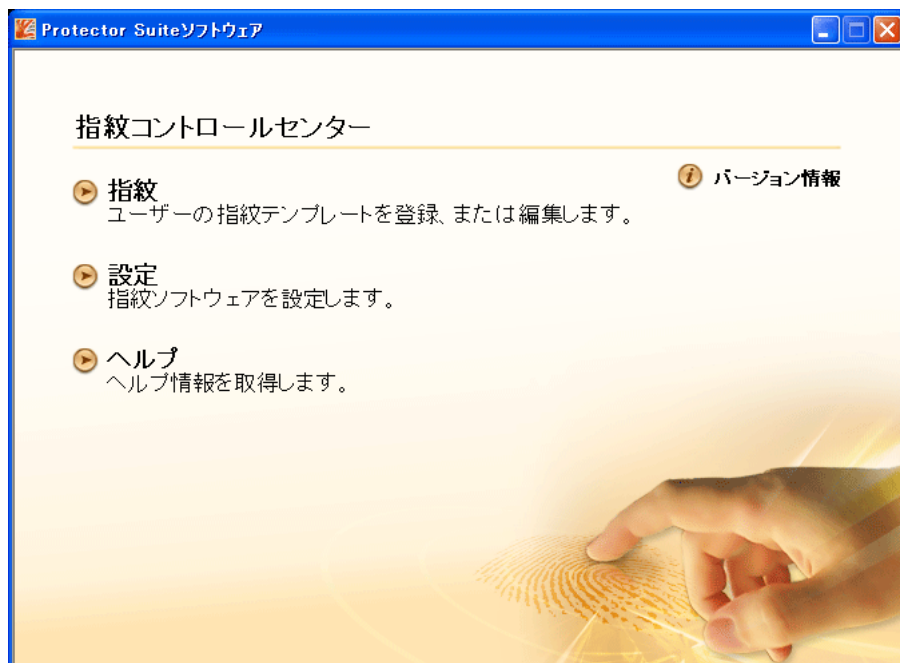 Protector Suiteソフトウェア
指紋コントロールセンター
バージョン情報
指紋
ユーザーの指紋テンプレートを登録、または編集します。
設定
指紋ソフトウェアを設定します。
ヘルプ
ヘルプ情報を取得します。